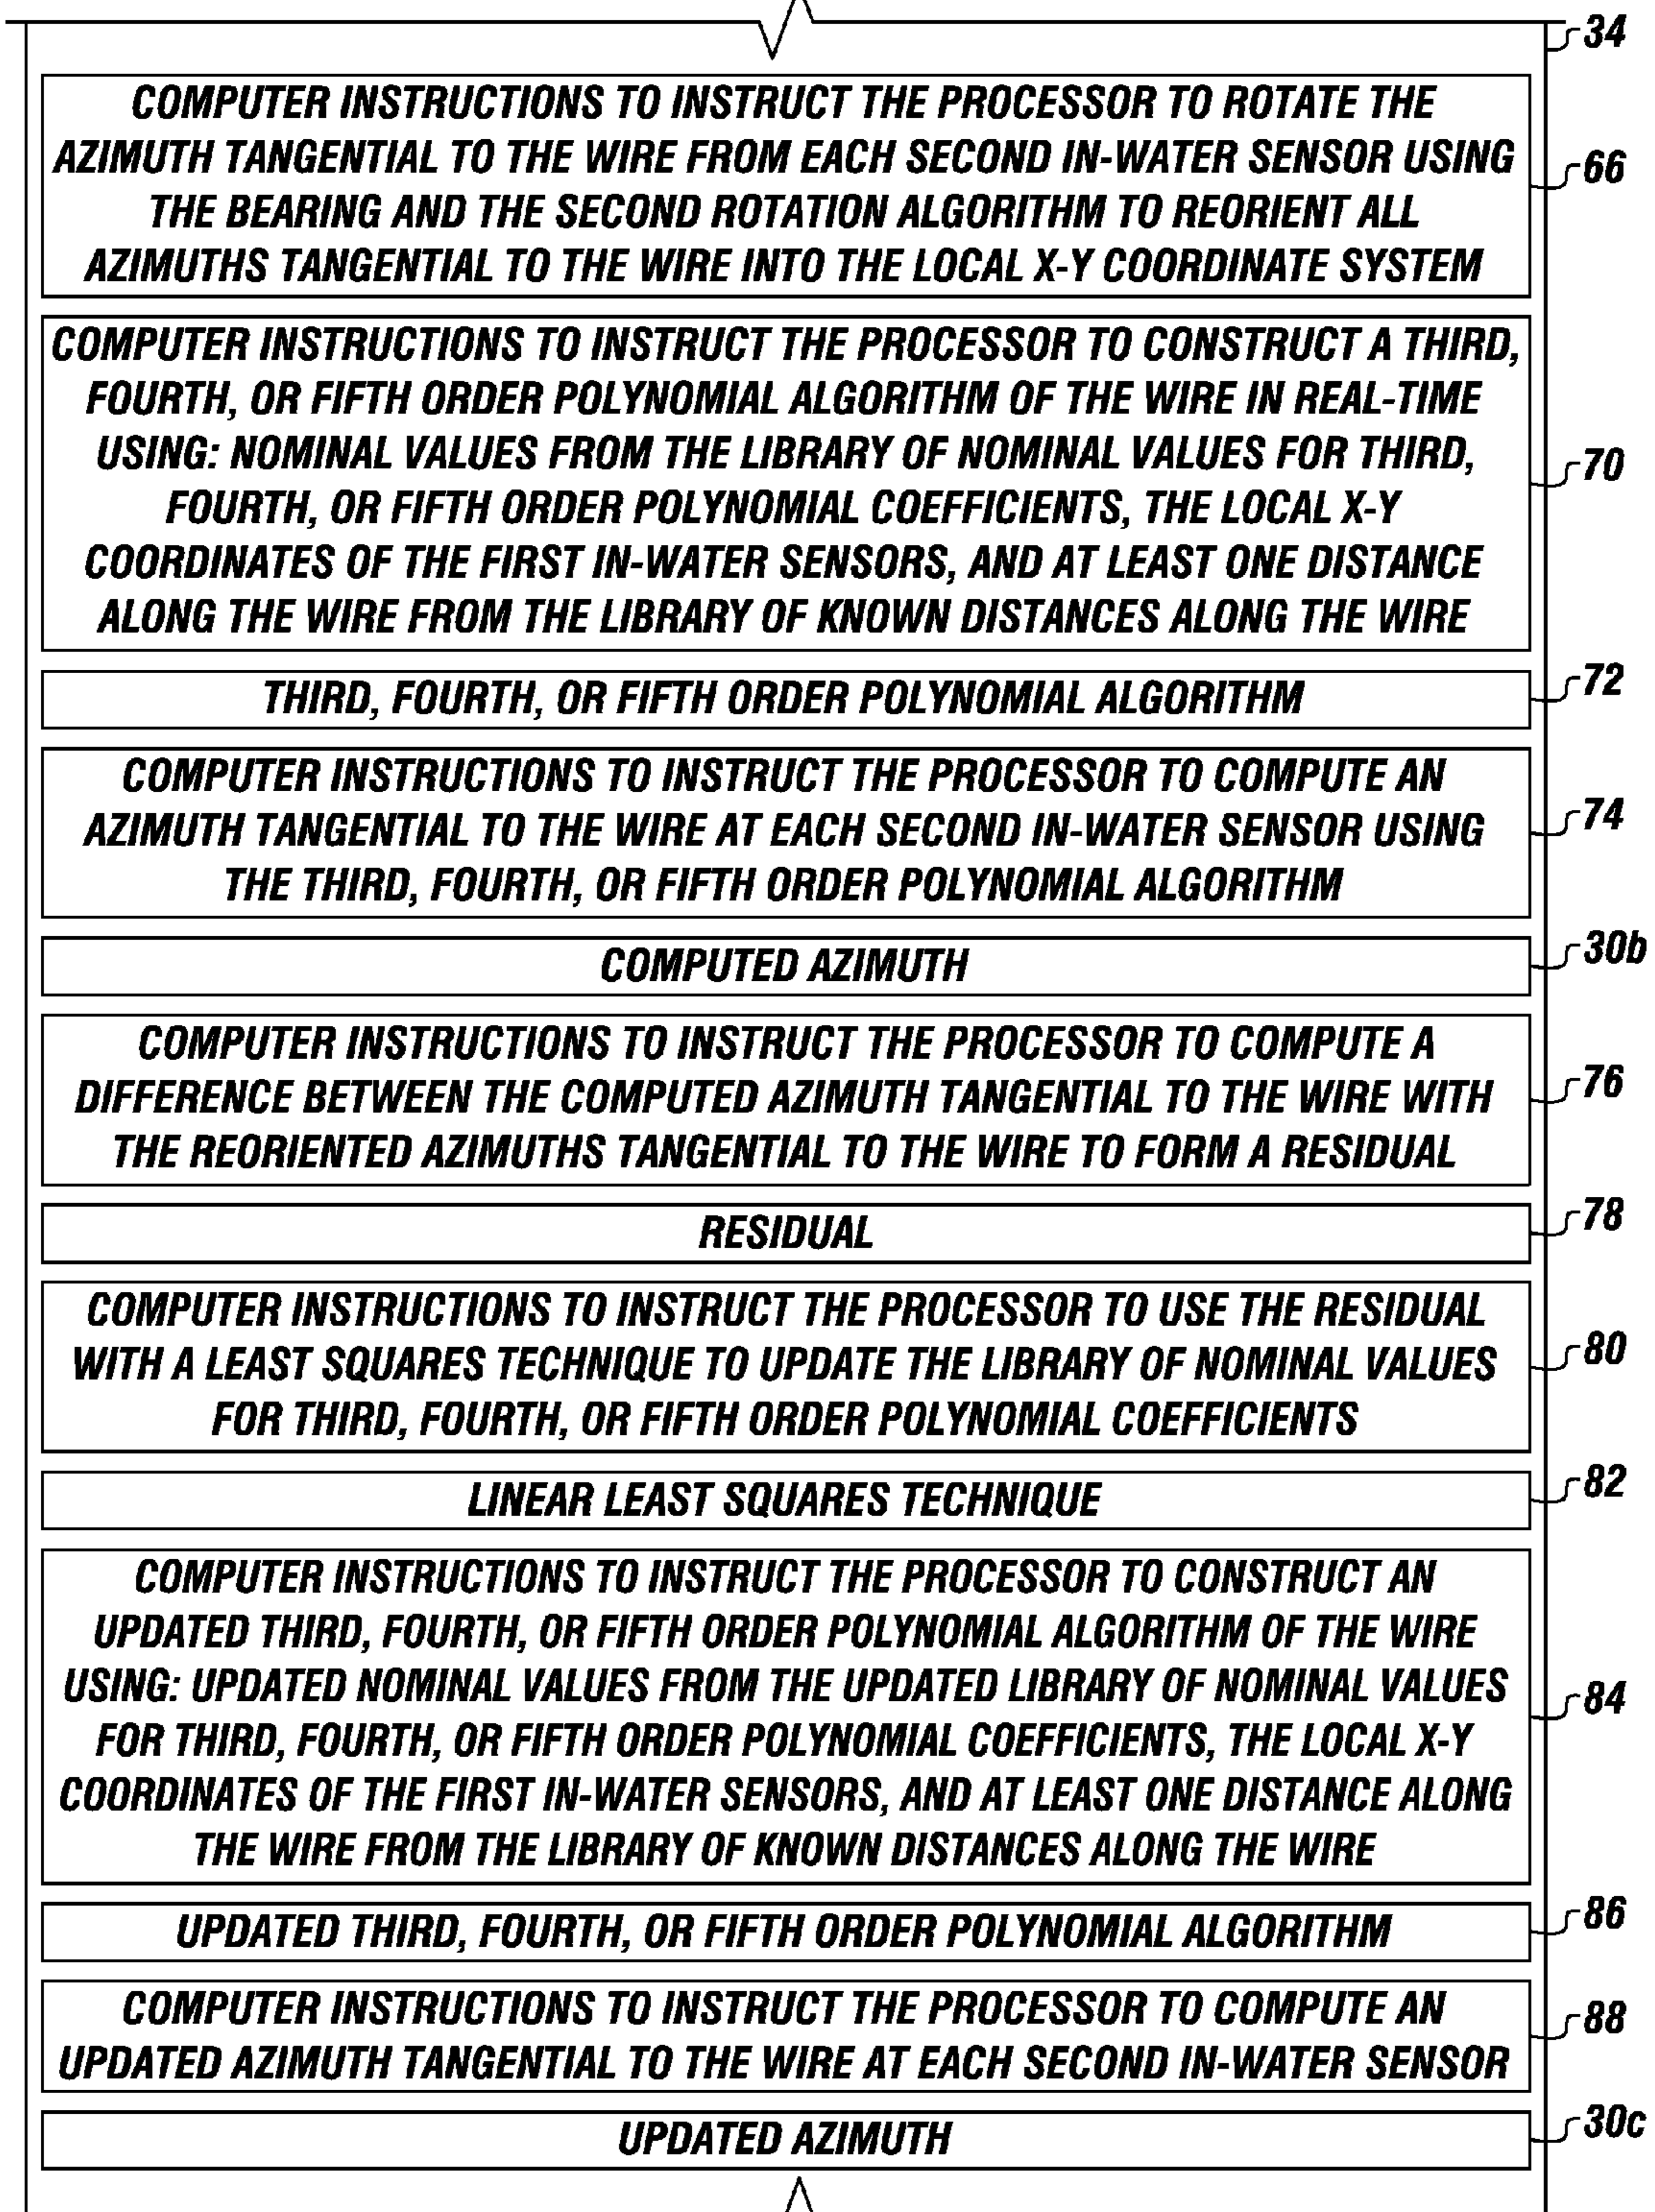 34
COMPUTER INSTRUCTIONS TO INSTRUCT THE PROCESSOR TO ROTATE THE
AZIMUTH TANGENTIAL TO THE WIRE FROM EACH SECOND IN-WATER SENSOR USING
THE BEARING AND THE SECOND ROTATION ALGORITHM TO REORIENT ALL
AZIMUTHS TANGENTIAL TO THE WIRE INTO THE LOCAL X-Y COORDINATE SYSTEM
66
COMPUTER INSTRUCTIONS TO INSTRUCT THE PROCESSOR TO CONSTRUCT A THIRD,
FOURTH, OR FIFTH ORDER POLYNOMIAL ALGORITHM OF THE WIRE IN REAL-TIME
USING: NOMINAL VALUES FROM THE LIBRARY OF NOMINAL VALUES FOR THIRD,
FOURTH, OR FIFTH ORDER POLYNOMIAL COEFFICIENTS, THE LOCAL X-Y
COORDINATES OF THE FIRST IN-WATER SENSORS, AND AT LEAST ONE DISTANCE
ALONG THE WIRE FROM THE LIBRARY OF KNOWN DISTANCES ALONG THE WIRE
70
THIRD, FOURTH, OR FIFTH ORDER POLYNOMIAL ALGORITHM
72
COMPUTER INSTRUCTIONS TO INSTRUCT THE PROCESSOR TO COMPUTE AN
AZIMUTH TANGENTIAL TO THE WIRE AT EACH SECOND IN-WATER SENSOR USING
THE THIRD, FOURTH, OR FIFTH ORDER POLYNOMIAL ALGORITHM
74
COMPUTED AZIMUTH
30b
COMPUTER INSTRUCTIONS TO INSTRUCT THE PROCESSOR TO COMPUTE A
DIFFERENCE BETWEEN THE COMPUTED AZIMUTH TANGENTIAL TO THE WIRE WITH
THE REORIENTED AZIMUTHS TANGENTIAL TO THE WIRE TO FORM A RESIDUAL
76
RESIDUAL
78
COMPUTER INSTRUCTIONS TO INSTRUCT THE PROCESSOR TO USE THE RESIDUAL
WITH A LEAST SQUARES TECHNIQUE TO UPDATE THE LIBRARY OF NOMINAL VALUES
FOR THIRD, FOURTH, OR FIFTH ORDER POLYNOMIAL COEFFICIENTS
80
LINEAR LEAST SQUARES TECHNIQUE
82
COMPUTER INSTRUCTIONS TO INSTRUCT THE PROCESSOR TO CONSTRUCT AN
UPDATED THIRD, FOURTH, OR FIFTH ORDER POLYNOMIAL ALGORITHM OF THE WIRE
USING: UPDATED NOMINAL VALUES FROM THE UPDATED LIBRARY OF NOMINAL VALUES
FOR THIRD, FOURTH, OR FIFTH ORDER POLYNOMIAL COEFFICIENTS, THE LOCAL X-Y
COORDINATES OF THE FIRST IN-WATER SENSORS, AND AT LEAST ONE DISTANCE ALONG
THE WIRE FROM THE LIBRARY OF KNOWN DISTANCES ALONG THE WIRE
84
UPDATED THIRD, FOURTH, OR FIFTH ORDER POLYNOMIAL ALGORITHM
86
COMPUTER INSTRUCTIONS TO INSTRUCT THE PROCESSOR TO COMPUTE AN
UPDATED AZIMUTH TANGENTIAL TO THE WIRE AT EACH SECOND IN-WATER SENSOR
88
UPDATED AZIMUTH
30c